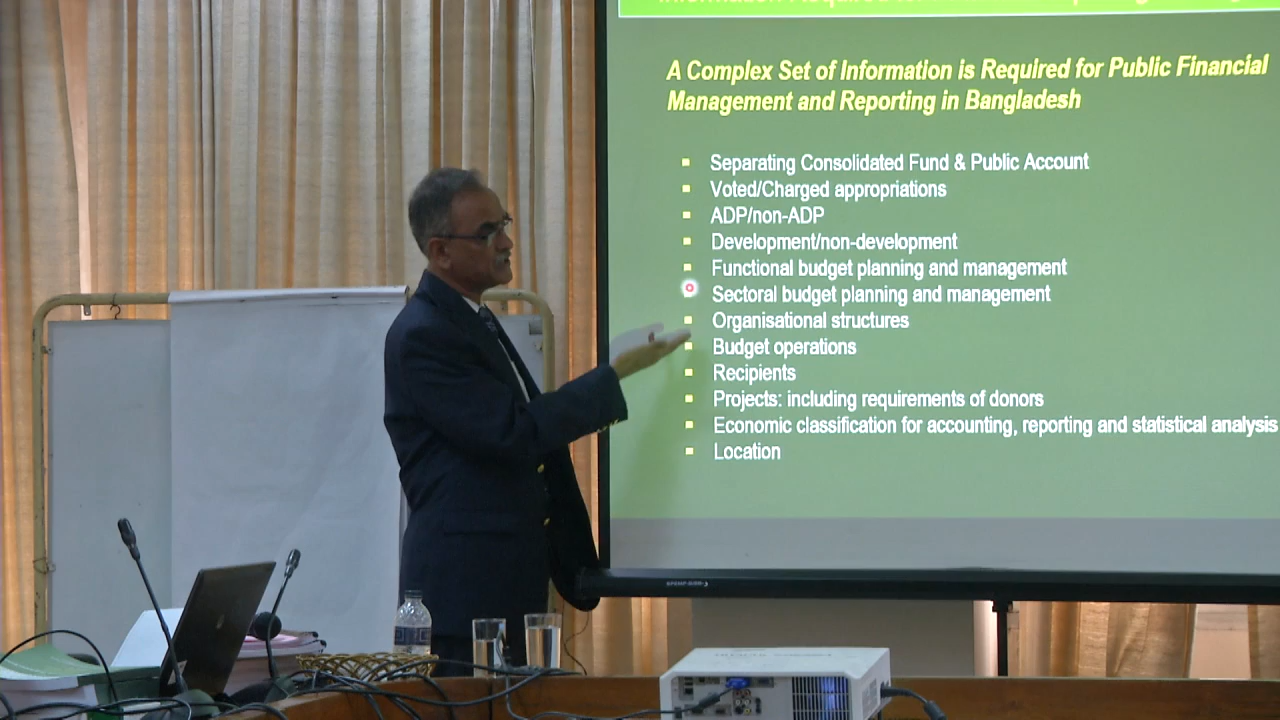 A Complex Set of Information is Required for Public Financial
Management and Reporting in Bangladesh
Separating Consolidated Fund & Public Account
Voted/Charged appropriations
ADP/non-ADP
Development/non-development
Functional budget planning and management
Sectoral budget planning and management
Organisational structures
Budget operations
Recipients
Projects: including requirements of donors
Economic classification for accounting, reporting and statistical analysis
Location